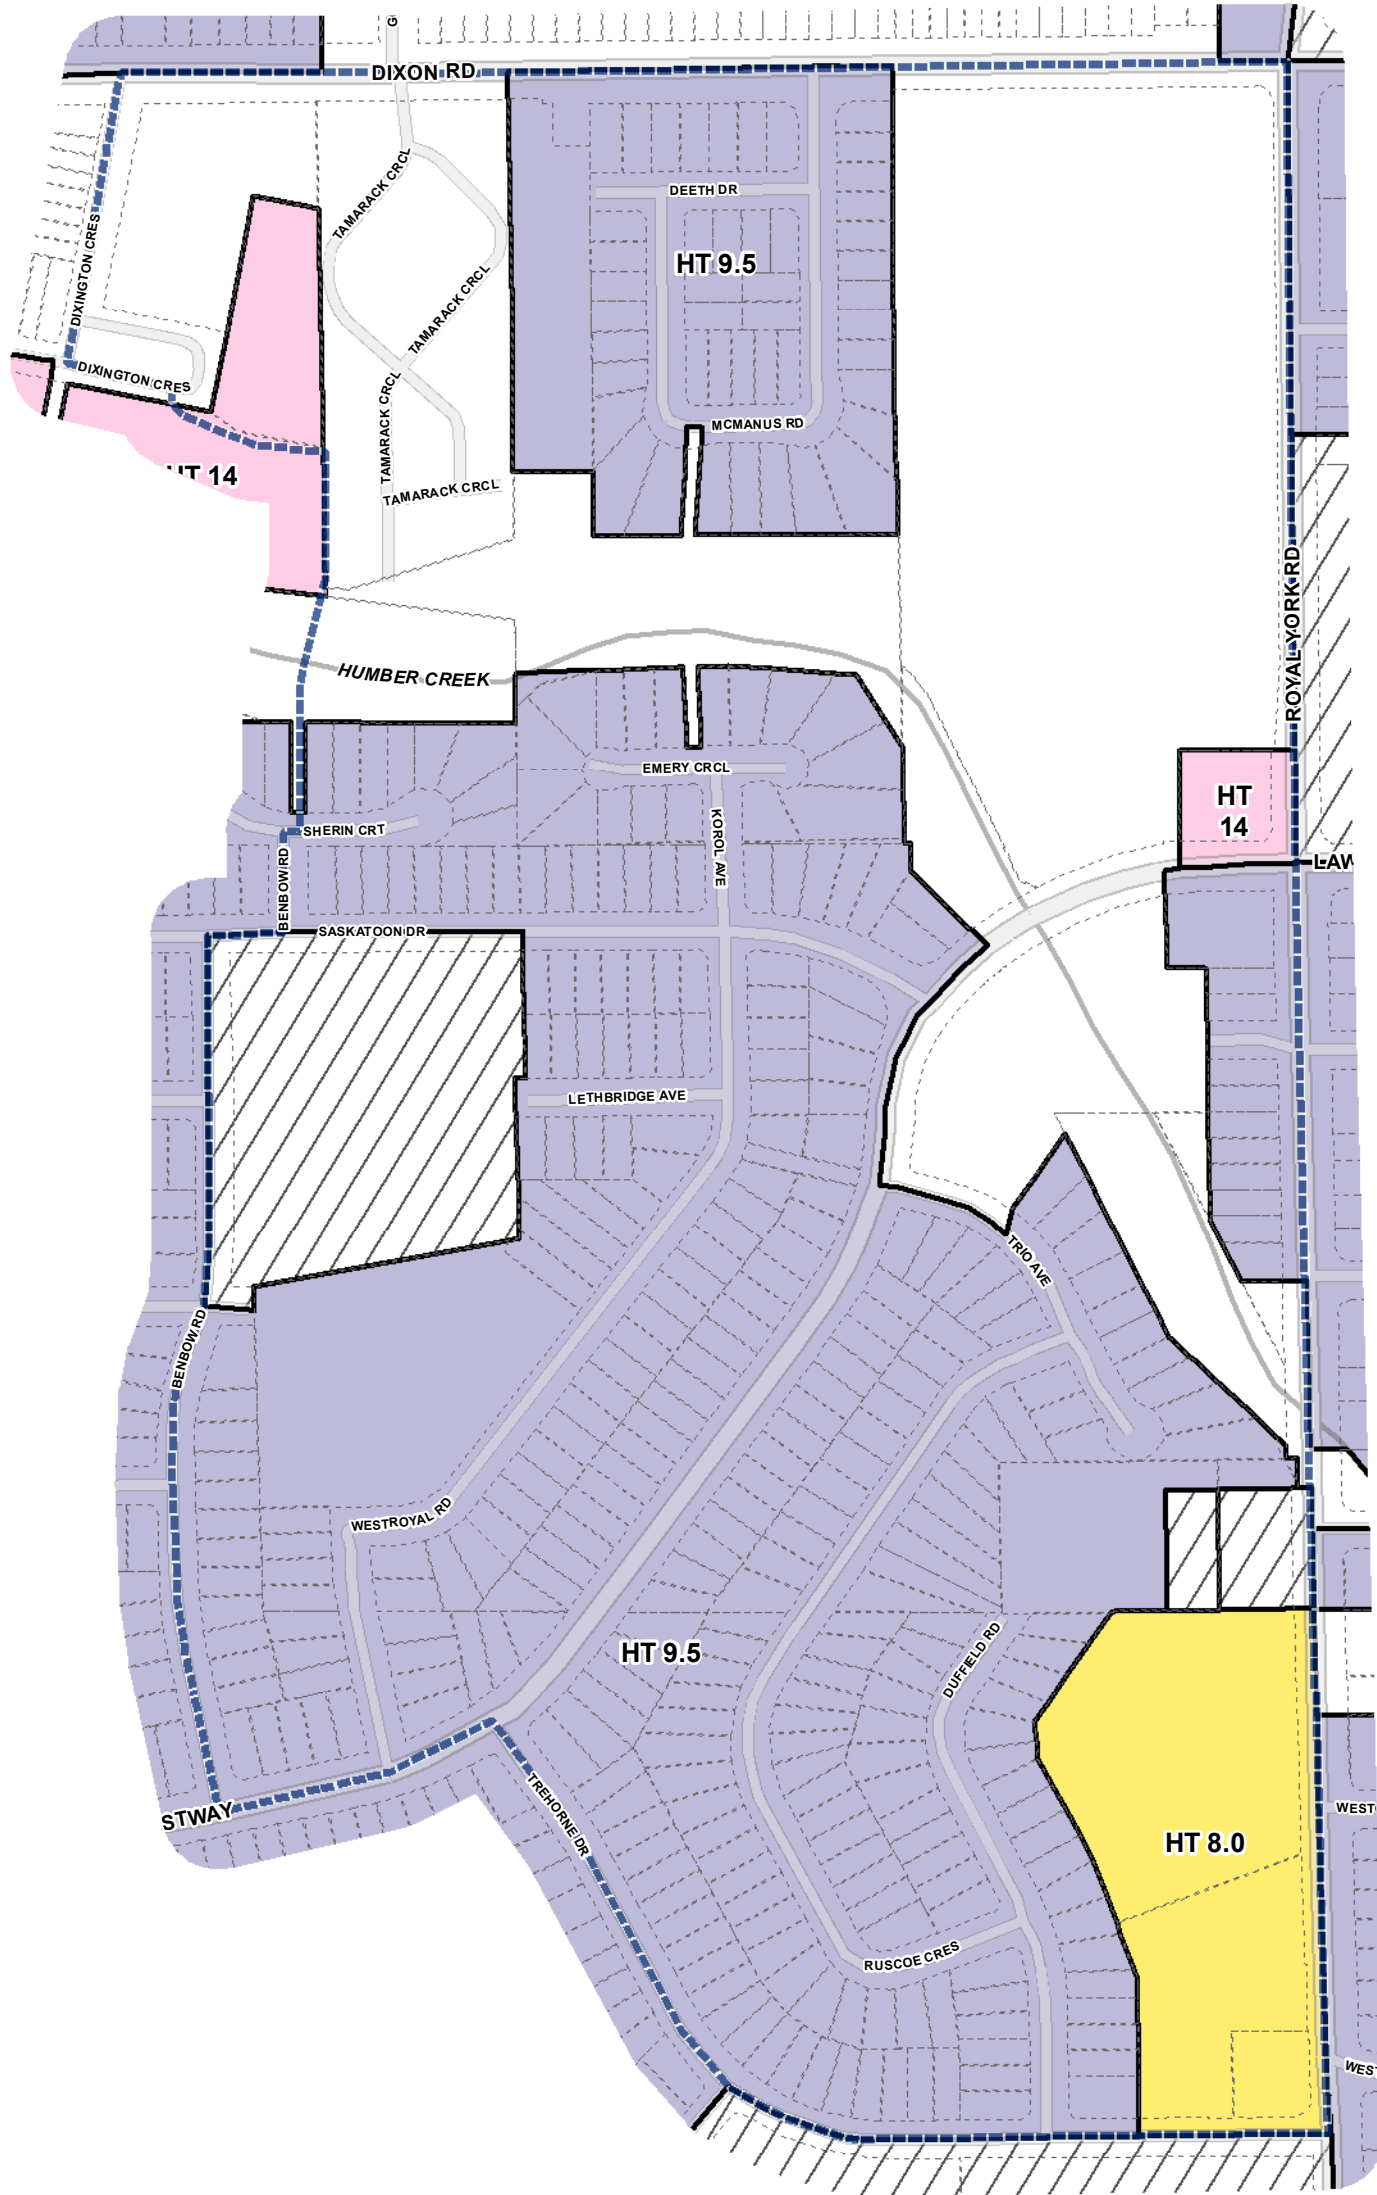 G
DIXON RD
TAMARACK CRCL
DEETH DR
DIXINGTON CRES
HT 9.5
TAMARACK CRCL
DIXINGTON CRES
TAMARACK CRCL
MCMANUS RD
HT 14
TAMARACK CRCL
ROYAL YORK RD
HUMBER CREEK
EMERY CRCL
HT
14
SHERIN CRT
KOROL AVE
LAW
BENBOW RD
SASKATOON DR
LETHBRIDGE AVE
TRIO AVE
BENBOW RD
WESTROYAL RD
HT 9.5
DUFFIELD RD
STWAY
TREHORNE DR
WEST
HT 8.0
RUSCOE CRES
WEST